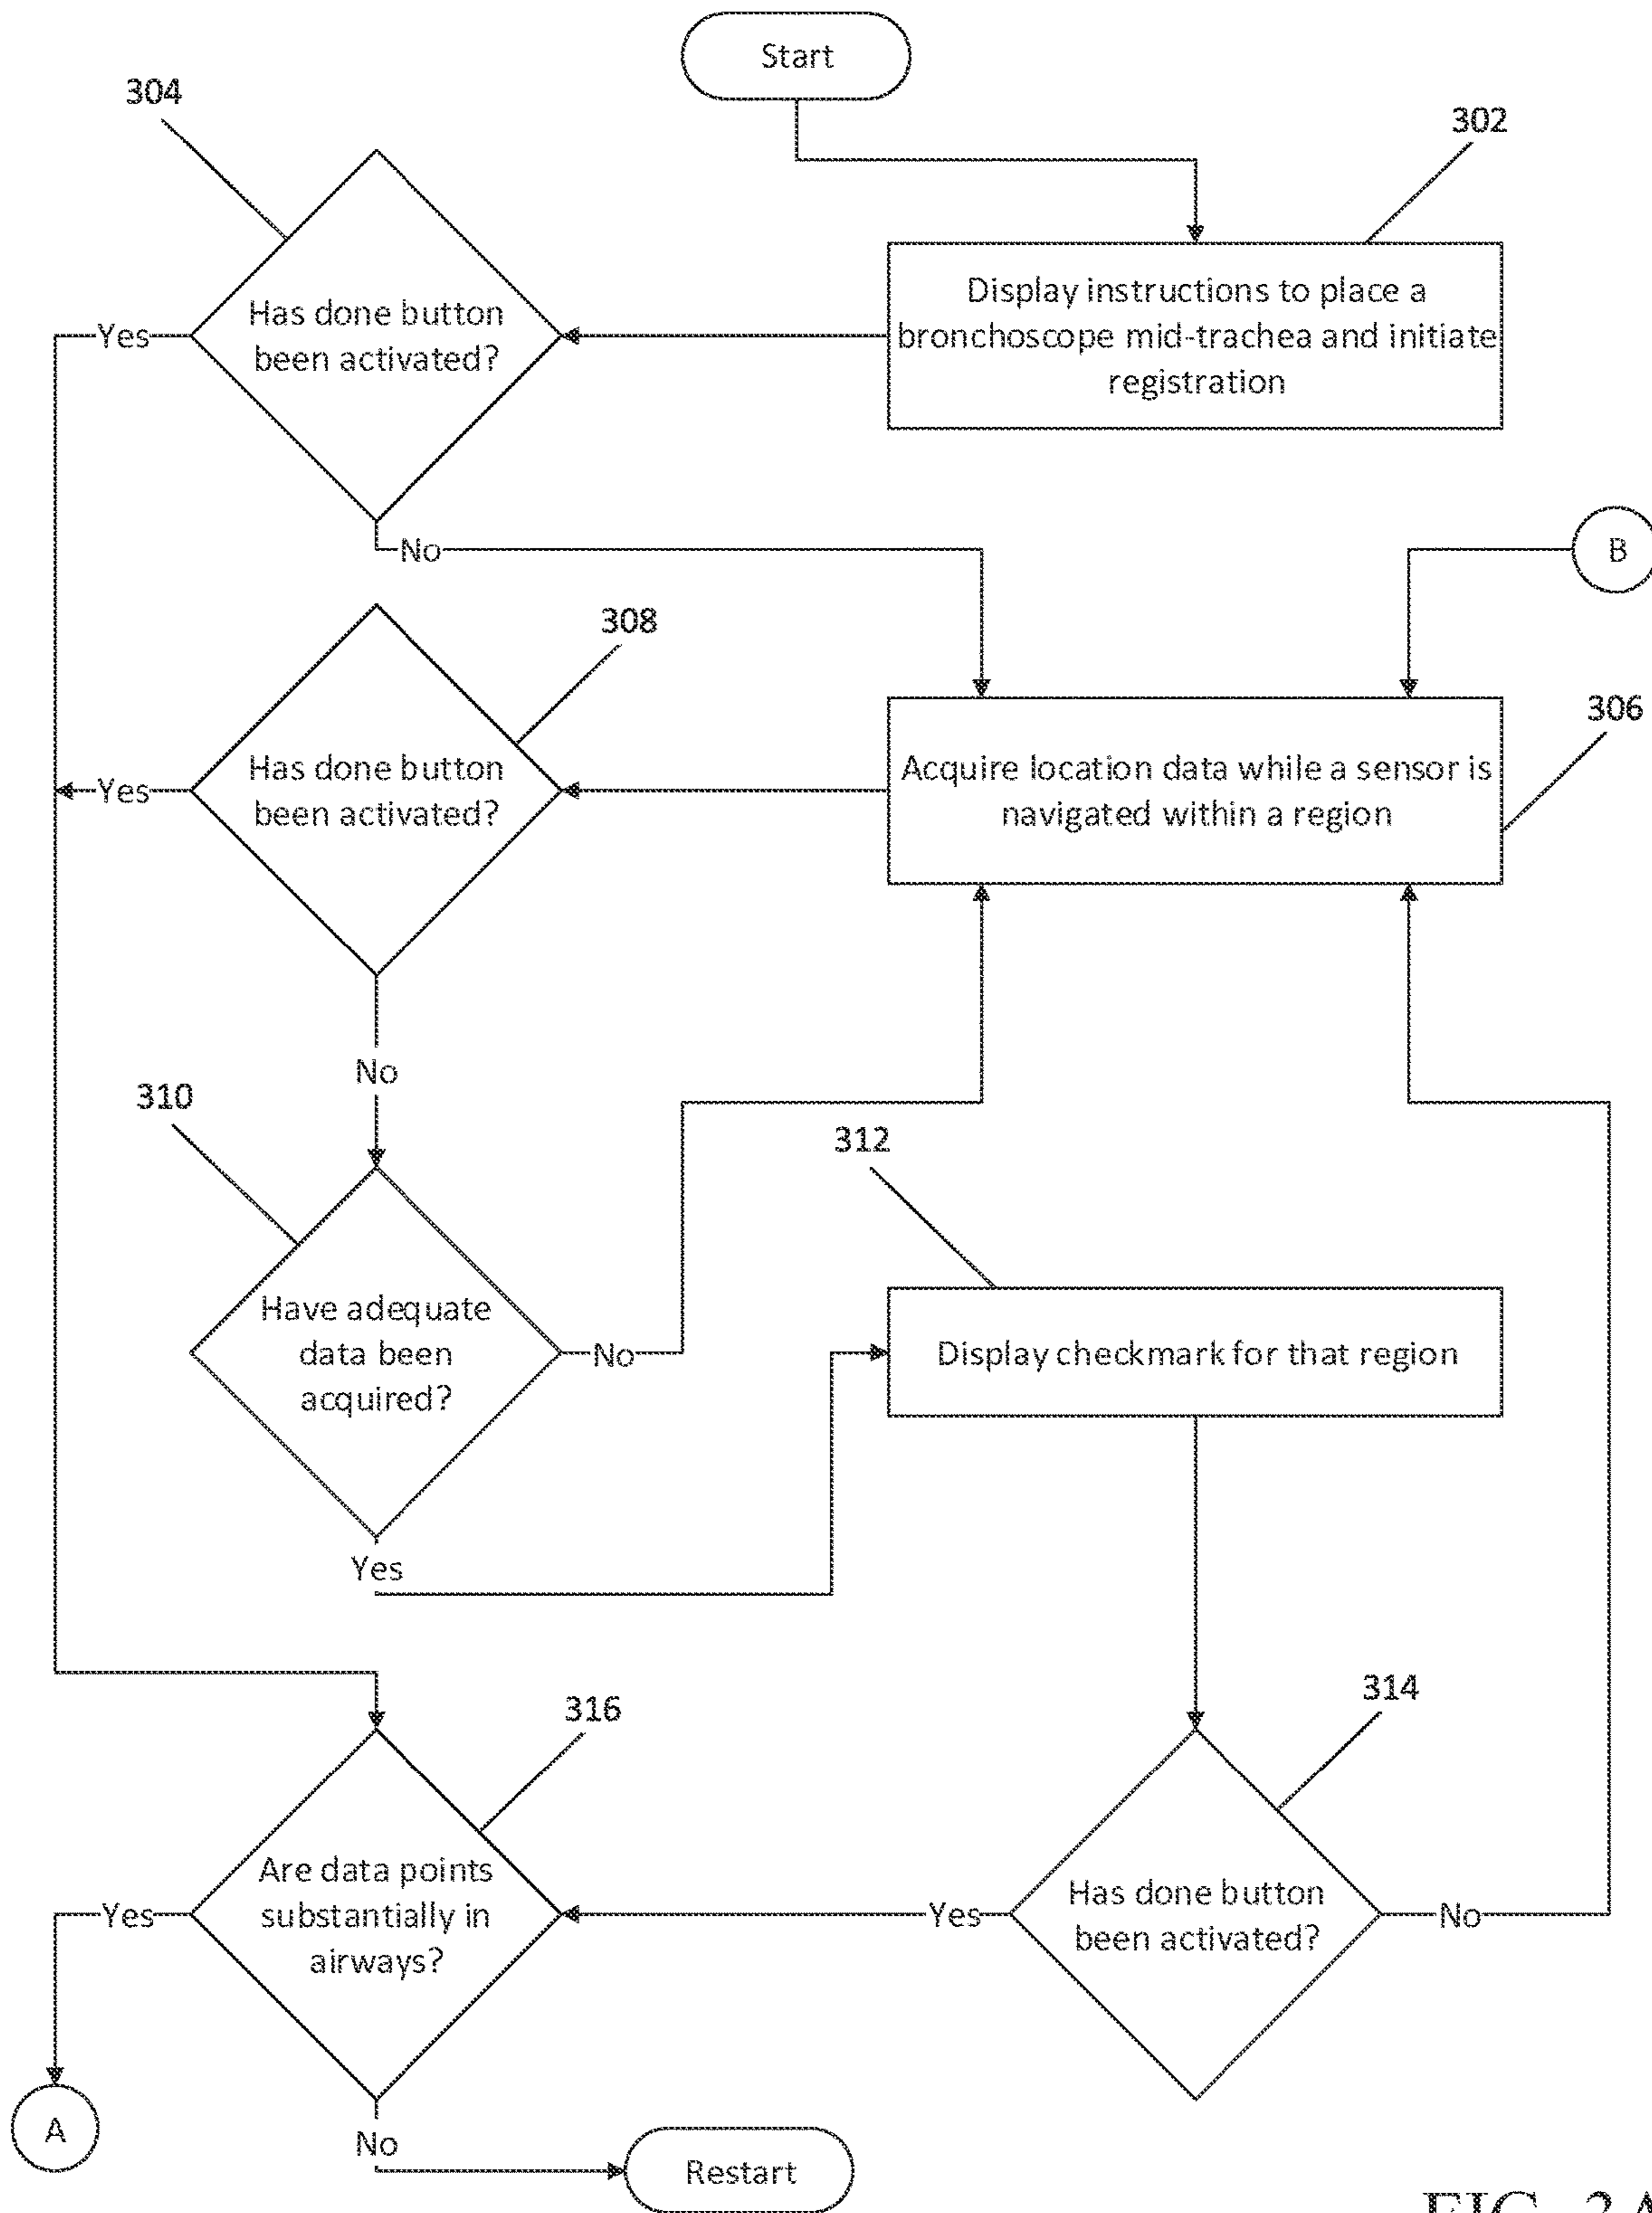 Start
304
302
Has done button
been activated?
Display instructions to place a
bronchoscope mid-trachea and initiate
registration
Yes
No
B
308
306
Has done button
been activated?
Acquire location data while a sensor is
navigated within a region
Yes
No
310
312
Have adequate
data been
acquired?
No
Display checkmark for that region
Yes
316
314
Are data points
substantially in
airways?
Has done button
been activated?
Yes
Yes
No
A
No
Restart
FIG. 3A